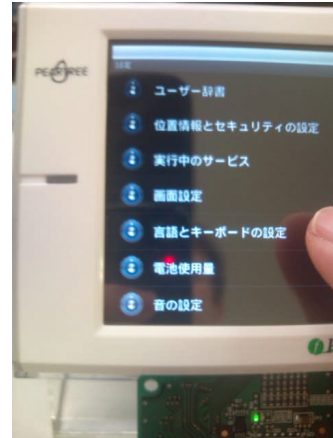 PEARTREE
設定
ユーザー辞書
位置情報とセキュリティの設定
実行中のサービス
画面設定
言語とキーボードの設定
電池使用量
音の設定